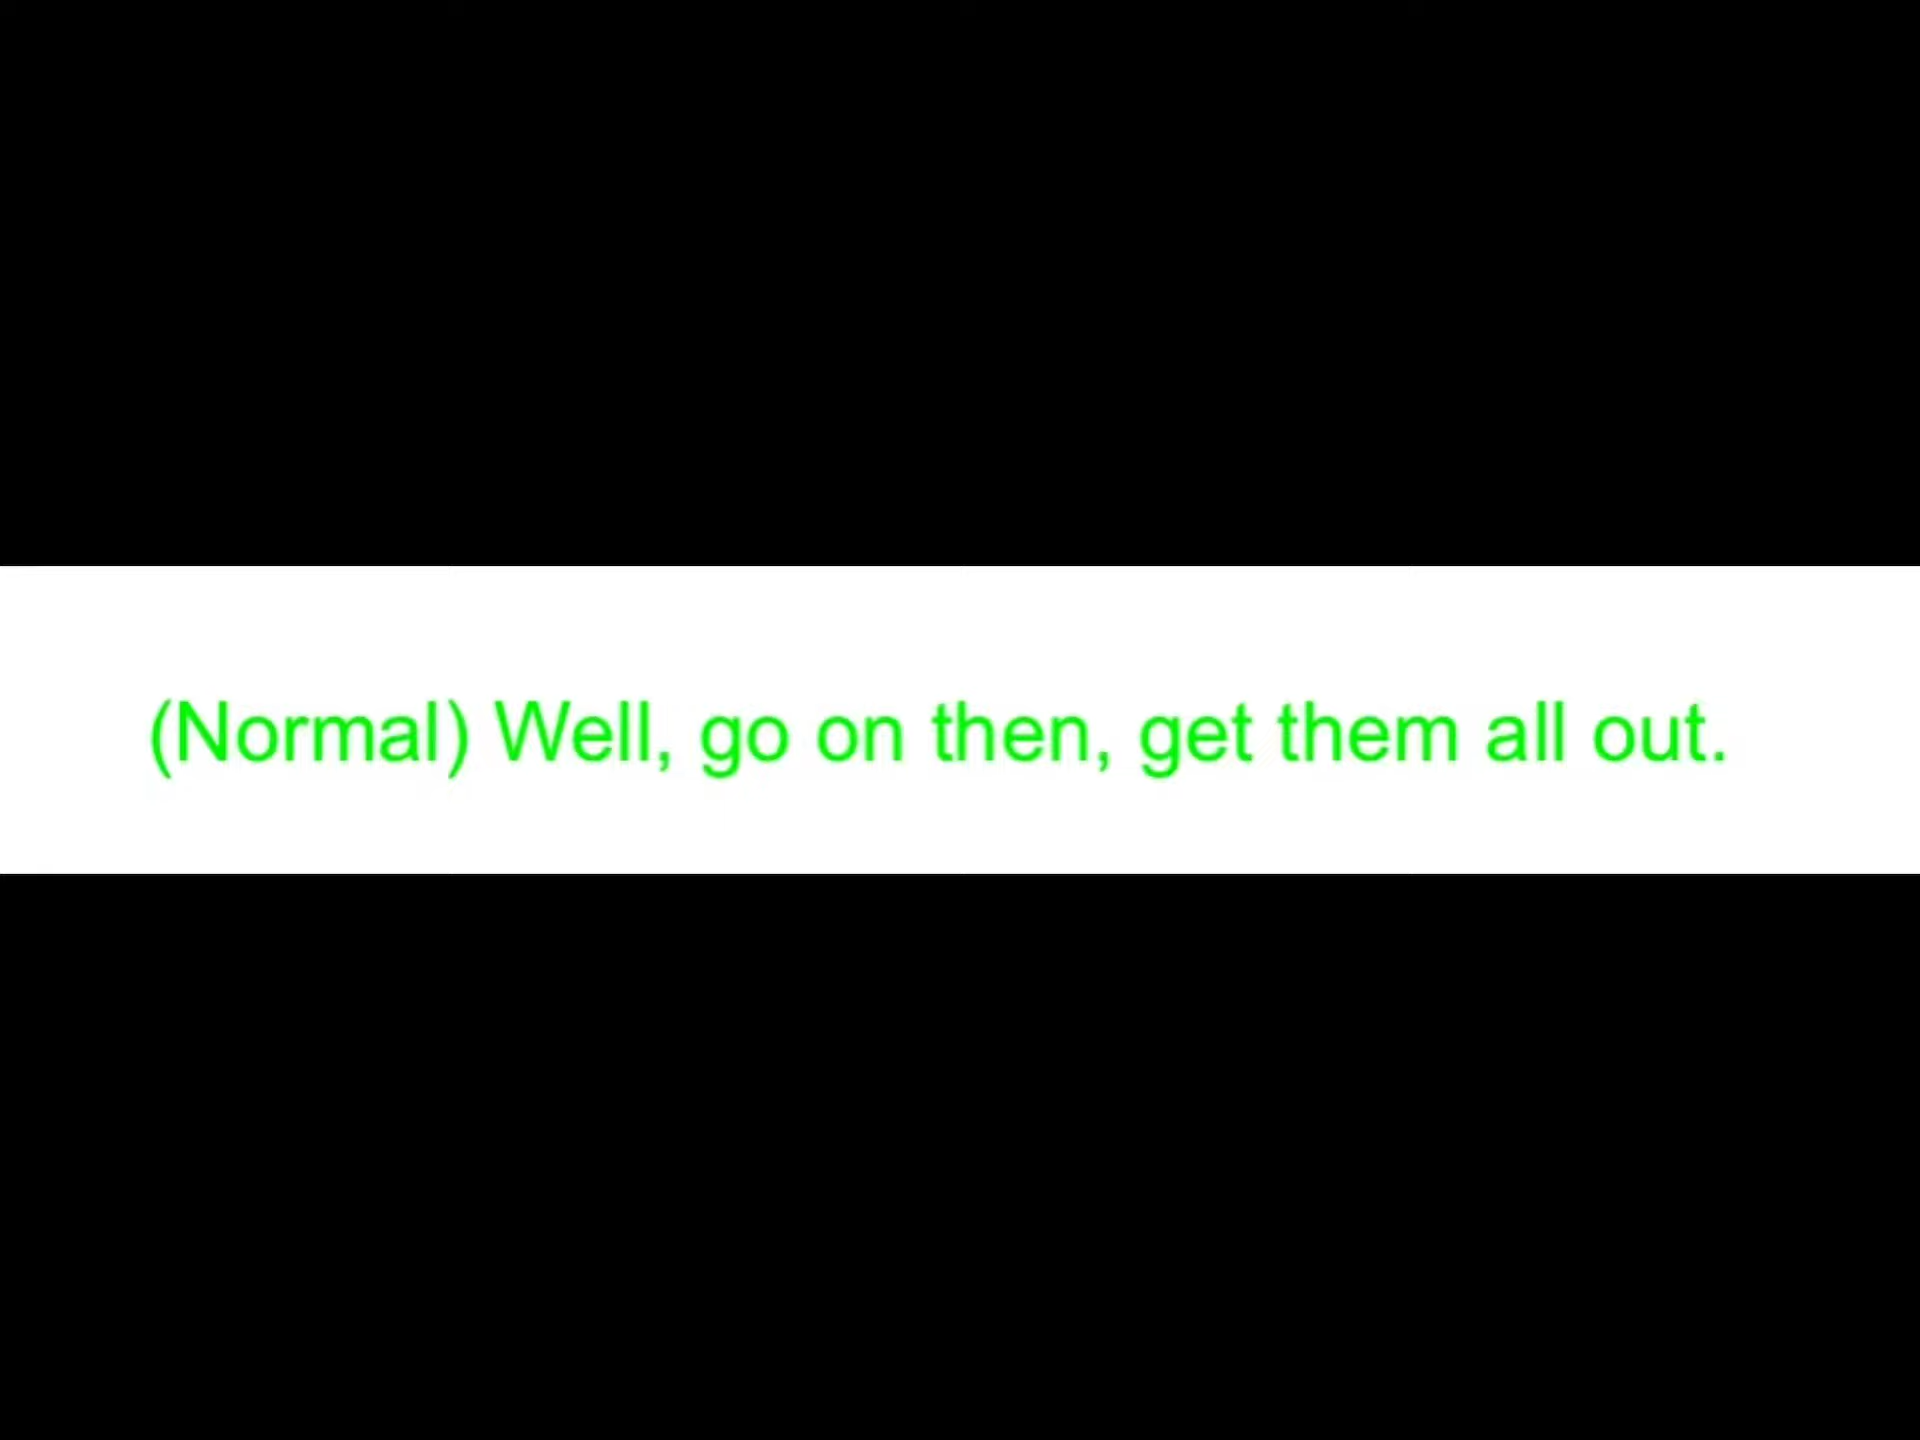 (Normal) Well, go on then, get them all out.